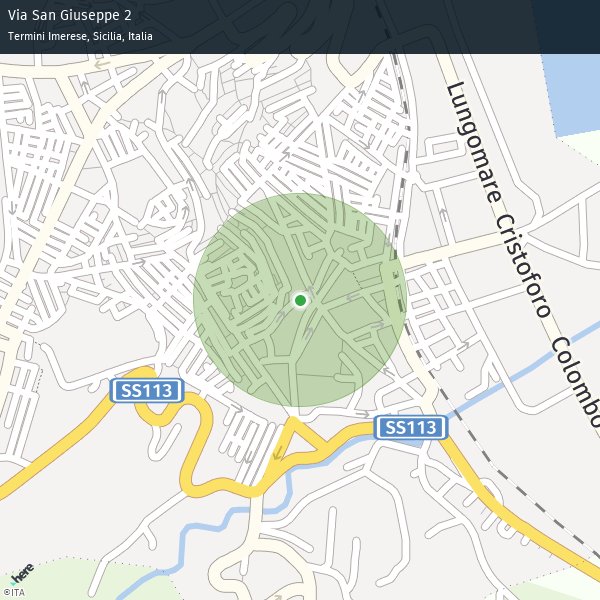 Via San Giuseppe 2
Termini Imerese, Sicilia, Italia
Lungomare Cristoforo Colombo
SS113
SS113
here
©ITA